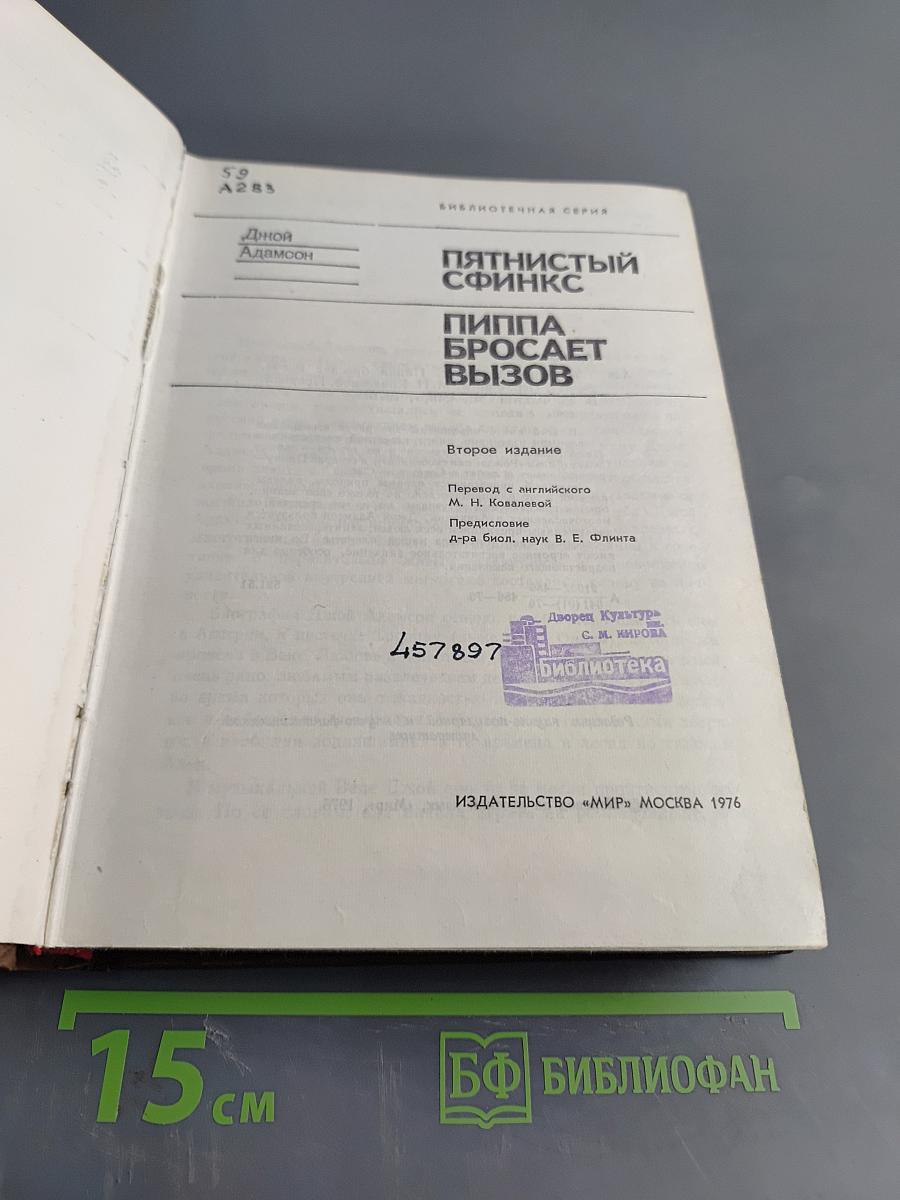 59
А283
БИБЛИОТЕЧНАЯ СЕРИЯ
Джой
Адамсон
ПЯТНИСТЫЙ
СФИНКС
ПИППА
БРОСАЕТ
ВЫЗОВ
Второе издание
Перевод с английского
М. Н. Ковалевой
Предисловие
д-ра биол. наук В. Е. Флинта
457897
Дворец Культуры
ИМ.
С. М. КИРОВА
Библиотека
ИЗДАТЕЛЬСТВО «МИР» МОСКВА 1976
15 см
БФ БИБЛИОФАН